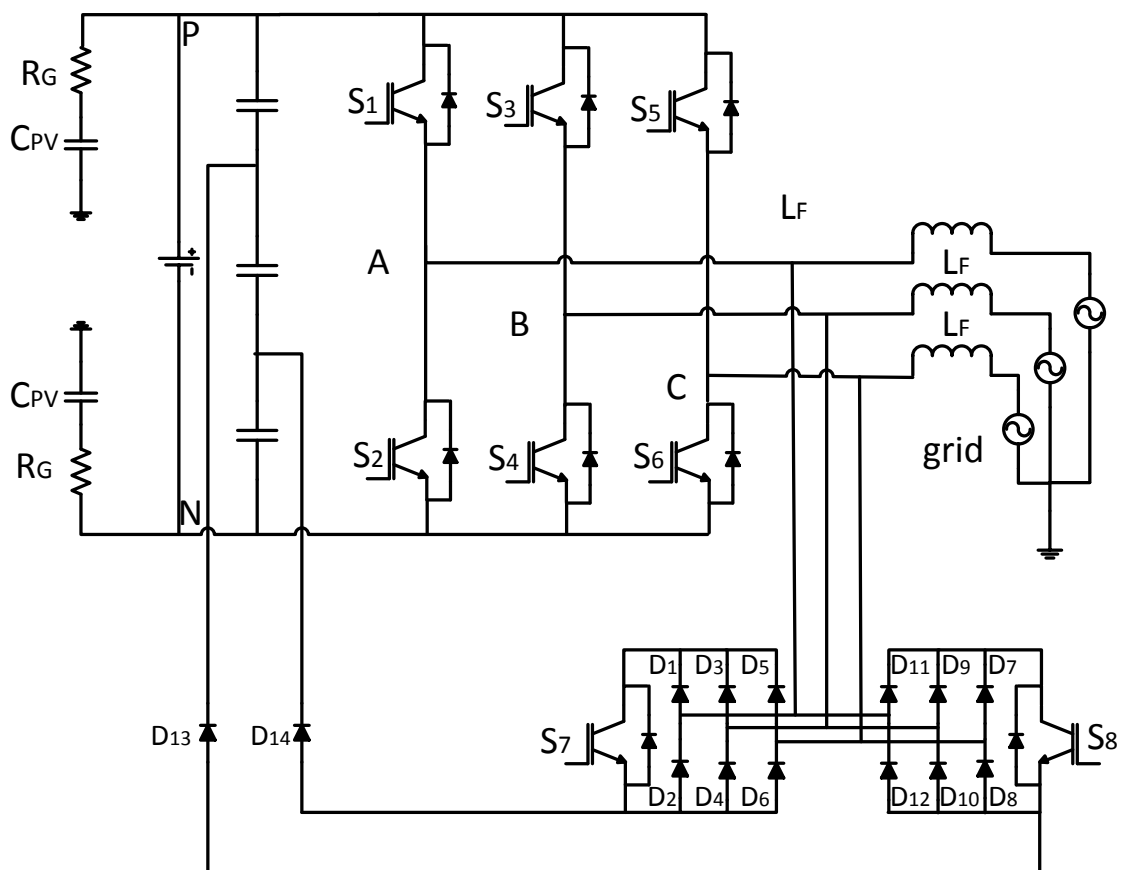 P
RG
CPV
S1
S3
S5
LF
A
LF
B
LF
CPV
C
RG
S2
S4
S6
grid
N
+
-
D1
D3
D5
D11
D9
D7
D13
D14
S7
S8
D2
D4
D6
D12
D10
D8